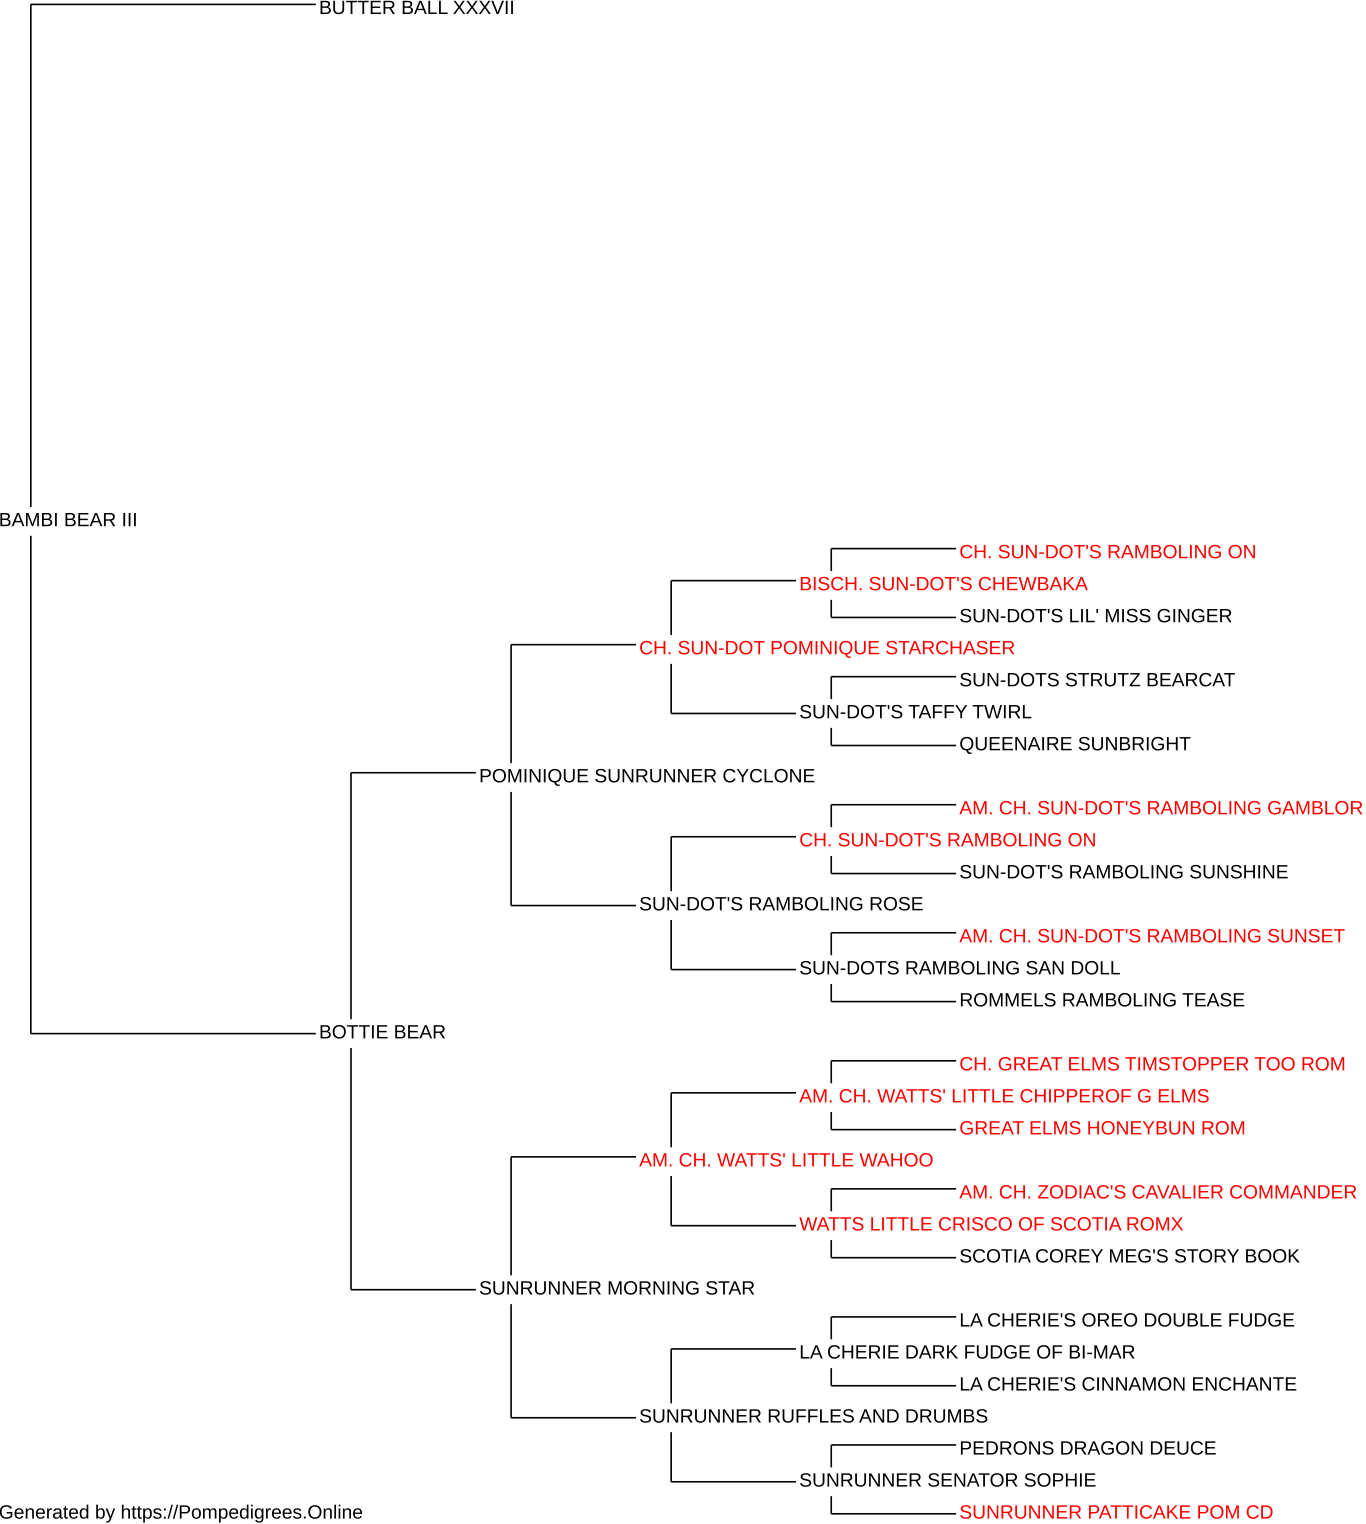 BUTTER BALL XXXVII
BAMBI BEAR III
CH. SUN-DOT'S RAMBOLING ON
BISCH. SUN-DOT'S CHEWBAKA
SUN-DOT'S LIL' MISS GINGER
CH. SUN-DOT POMINIQUE STARCHASER
SUN-DOTS STRUTZ BEARCAT
SUN-DOT'S TAFFY TWIRL
QUEENAIRE SUNBRIGHT
POMINIQUE SUNRUNNER CYCLONE
AM. CH. SUN-DOT'S RAMBOLING GAMBLOR
CH. SUN-DOT'S RAMBOLING ON
SUN-DOT'S RAMBOLING SUNSHINE
SUN-DOT'S RAMBOLING ROSE
AM. CH. SUN-DOT'S RAMBOLING SUNSET
SUN-DOTS RAMBOLING SAN DOLL
ROMMELS RAMBOLING TEASE
BOTTIE BEAR
CH. GREAT ELMS TIMSTOPPER TOO ROM
AM. CH. WATTS' LITTLE CHIPPEROF G ELMS
GREAT ELMS HONEYBUN ROM
AM. CH. WATTS' LITTLE WAHOO
AM. CH. ZODIAC'S CAVALIER COMMANDER
WATTS LITTLE CRISCO OF SCOTIA ROMX
SCOTIA COREY MEG'S STORY BOOK
SUNRUNNER MORNING STAR
LA CHERIE'S OREO DOUBLE FUDGE
LA CHERIE DARK FUDGE OF BI-MAR
LA CHERIE'S CINNAMON ENCHANTE
SUNRUNNER RUFFLES AND DRUMBS
PEDRONS DRAGON DEUCE
SUNRUNNER SENATOR SOPHIE
SUNRUNNER PATTICAKE POM CD
Generated by https://Pompedigrees.Online